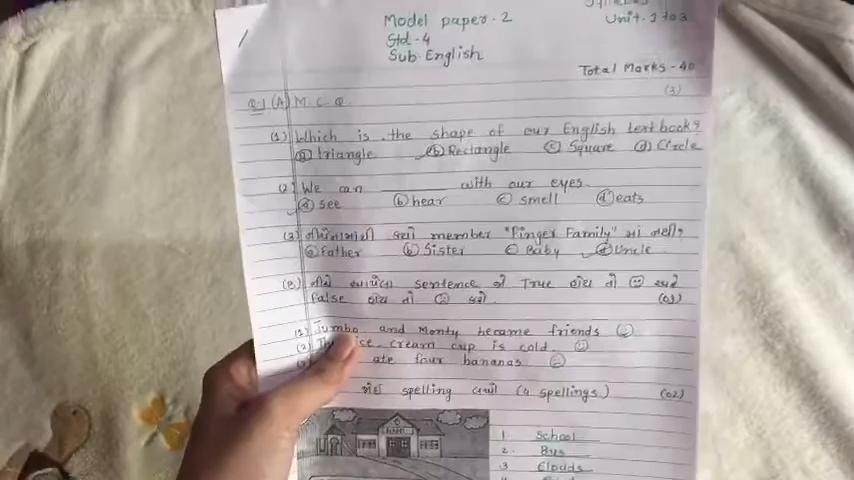 Model paper - 2
Unit - 1 to 3
Std - 4
Sub. English
Total Marks - 40
Q.1 (A) M.C.Q. (3)
(1) Which is the shape of our English textbook?
(a) triangle (b) Rectangle (c) Square (d) Circle
(2) We can ______ with our eyes.
(a) see (b) hear (c) smell (d) eats
(3) નીચેનામાંથી કયો member "Finger Family" માં નથી?
(a) Father (b) Sister (c) Baby (d) Uncle
(B) નીચે આપેલા sentence જો True હોય તો ☺ અને
false હોય તો ☹ કરો. (03)
(1) Jumbo and Monty became friends
(2) The ice-cream cup is cold
ate four bananas
જોઈ spelling લખો (4 spellings) (02)
1. School
2. Bus
3 Clouds